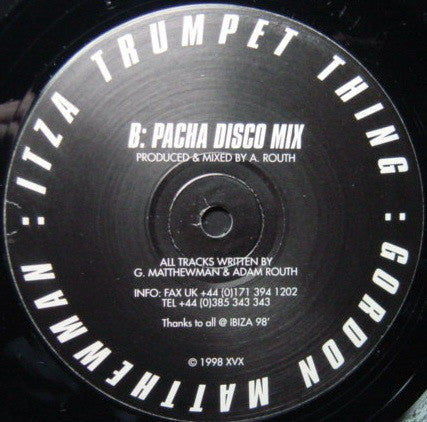 : ITZA TRUMPET THING : GORDON MATTHEWMAN
B: PACHA DISCO MIX
PRODUCED & MIXED BY A. ROUTH
ALL TRACKS WRITTEN BY
G. MATTHEWMAN & ADAM ROUTH
INFO: FAX UK +44 (0)171 394 1202
TEL +44 (0)385 343 343
Thanks to all @ IBIZA 98'
© 1998 XVX